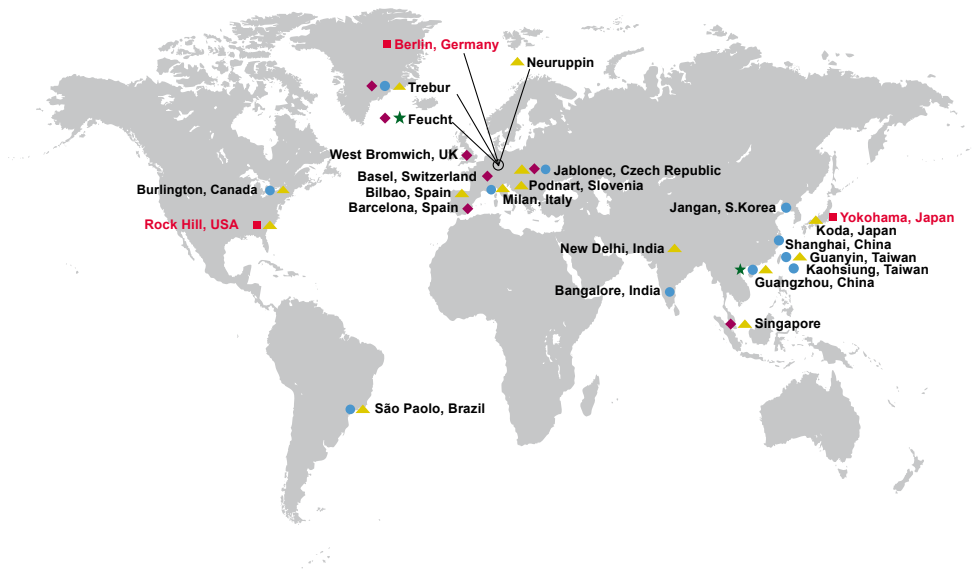 Berlin, Germany
Neuruppin
Trebur
Feucht
West Bromwich, UK
Jablonec, Czech Republic
Basel, Switzerland
Podnart, Slovenia
Burlington, Canada
Bilbao, Spain
Milan, Italy
Barcelona, Spain
Jangan, S.Korea
Rock Hill, USA
Yokohama, Japan
Koda, Japan
Shanghai, China
New Delhi, India
Guanyin, Taiwan
Kaohsiung, Taiwan
Guangzhou, China
Bangalore, India
Singapore
São Paolo, Brazil